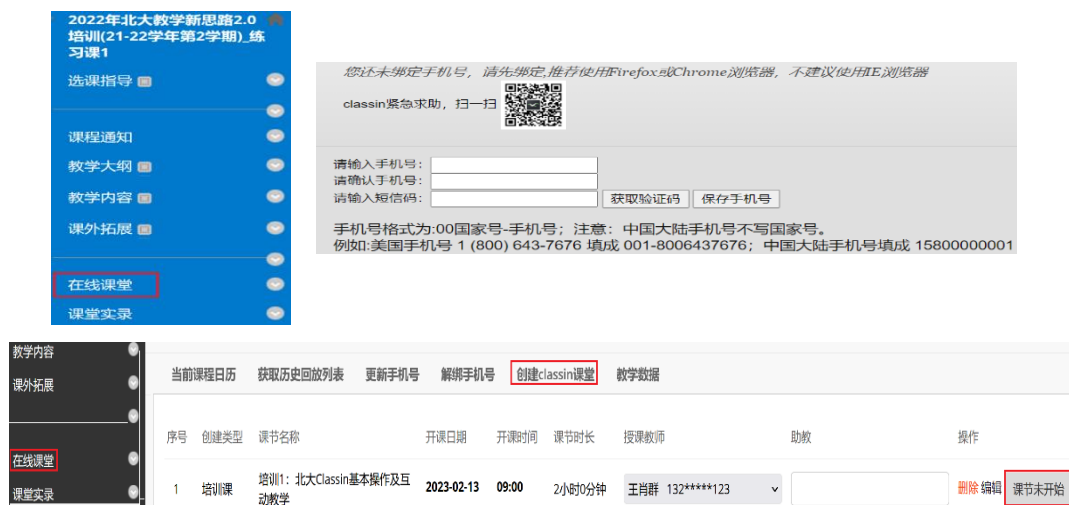 2022年北大教学新思路2.0
培训(21-22学年第2学期)_练
习课1
选课指导
课程通知
教学大纲
教学内容
课外拓展
在线课堂
课堂实录
您还未绑定手机号，请先绑定,推荐使用Firefox或Chrome浏览器，不建议使用IE浏览器
classin紧急求助，扫一扫
请输入手机号：
请确认手机号：
请输入短信码：
获取验证码 保存手机号
手机号格式为:00国家号-手机号；注意：中国大陆手机号不写国家号。
例如:美国手机号 1 (800) 643-7676 填成 001-8006437676；中国大陆手机号填成 15800000001
教学内容
课外拓展
在线课堂
课堂实录
当前课程日历 获取历史回放列表 更新手机号 解绑手机号 创建classin课堂 教学数据
序号 创建类型 课节名称 开课日期 开课时间 课节时长 授课教师 助教 操作
1 培训课 培训1：北大Classin基本操作及互 2023-02-13 09:00 2小时0分钟 王肖群 132*****123 删除 编辑 课节未开始
动教学